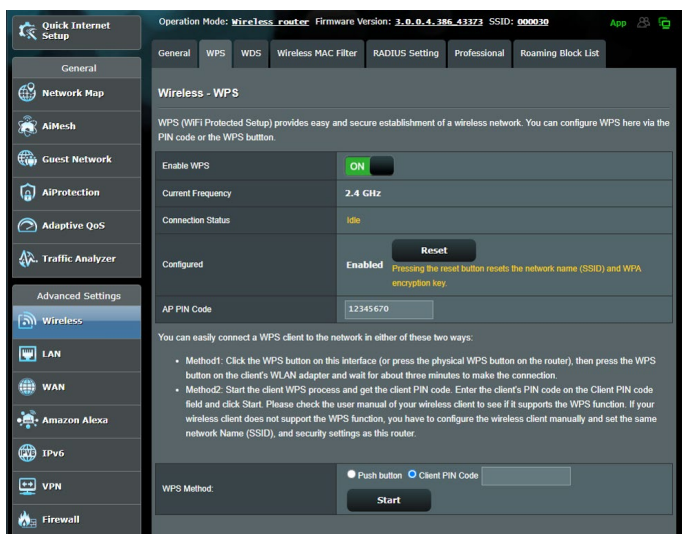 Quick Internet
Setup
General
Network Map
AiMesh
Guest Network
AiProtection
Adaptive QoS
Traffic Analyzer
Advanced Settings
Wireless
LAN
WAN
Amazon Alexa
IPv6
VPN
Firewall
Operation Mode: Wireless router Firmware Version: 3.0.0.4.386_43373 SSID: 000030 App
General WPS WDS Wireless MAC Filter RADIUS Setting Professional Roaming Block List
Wireless - WPS
WPS (WiFi Protected Setup) provides easy and secure establishment of a wireless network. You can configure WPS here via the
PIN code or the WPS buttton.
Enable WPS ON
Current Frequency 2.4 GHz
Connection Status Idle
Configured Enabled Reset
Pressing the reset button resets the network name (SSID) and WPA
encryption key.
AP PIN Code 12345670
You can easily connect a WPS client to the network in either of these two ways:
• Method1: Click the WPS button on this interface (or press the physical WPS button on the router), then press the WPS
button on the client's WLAN adapter and wait for about three minutes to make the connection.
• Method2: Start the client WPS process and get the client PIN code. Enter the client's PIN code on the Client PIN code
field and click Start. Please check the user manual of your wireless client to see if it supports the WPS function. If your
wireless client does not support the WPS function, you have to configure the wireless client manually and set the same
network Name (SSID), and security settings as this router.
WPS Method: Push button Client PIN Code
Start